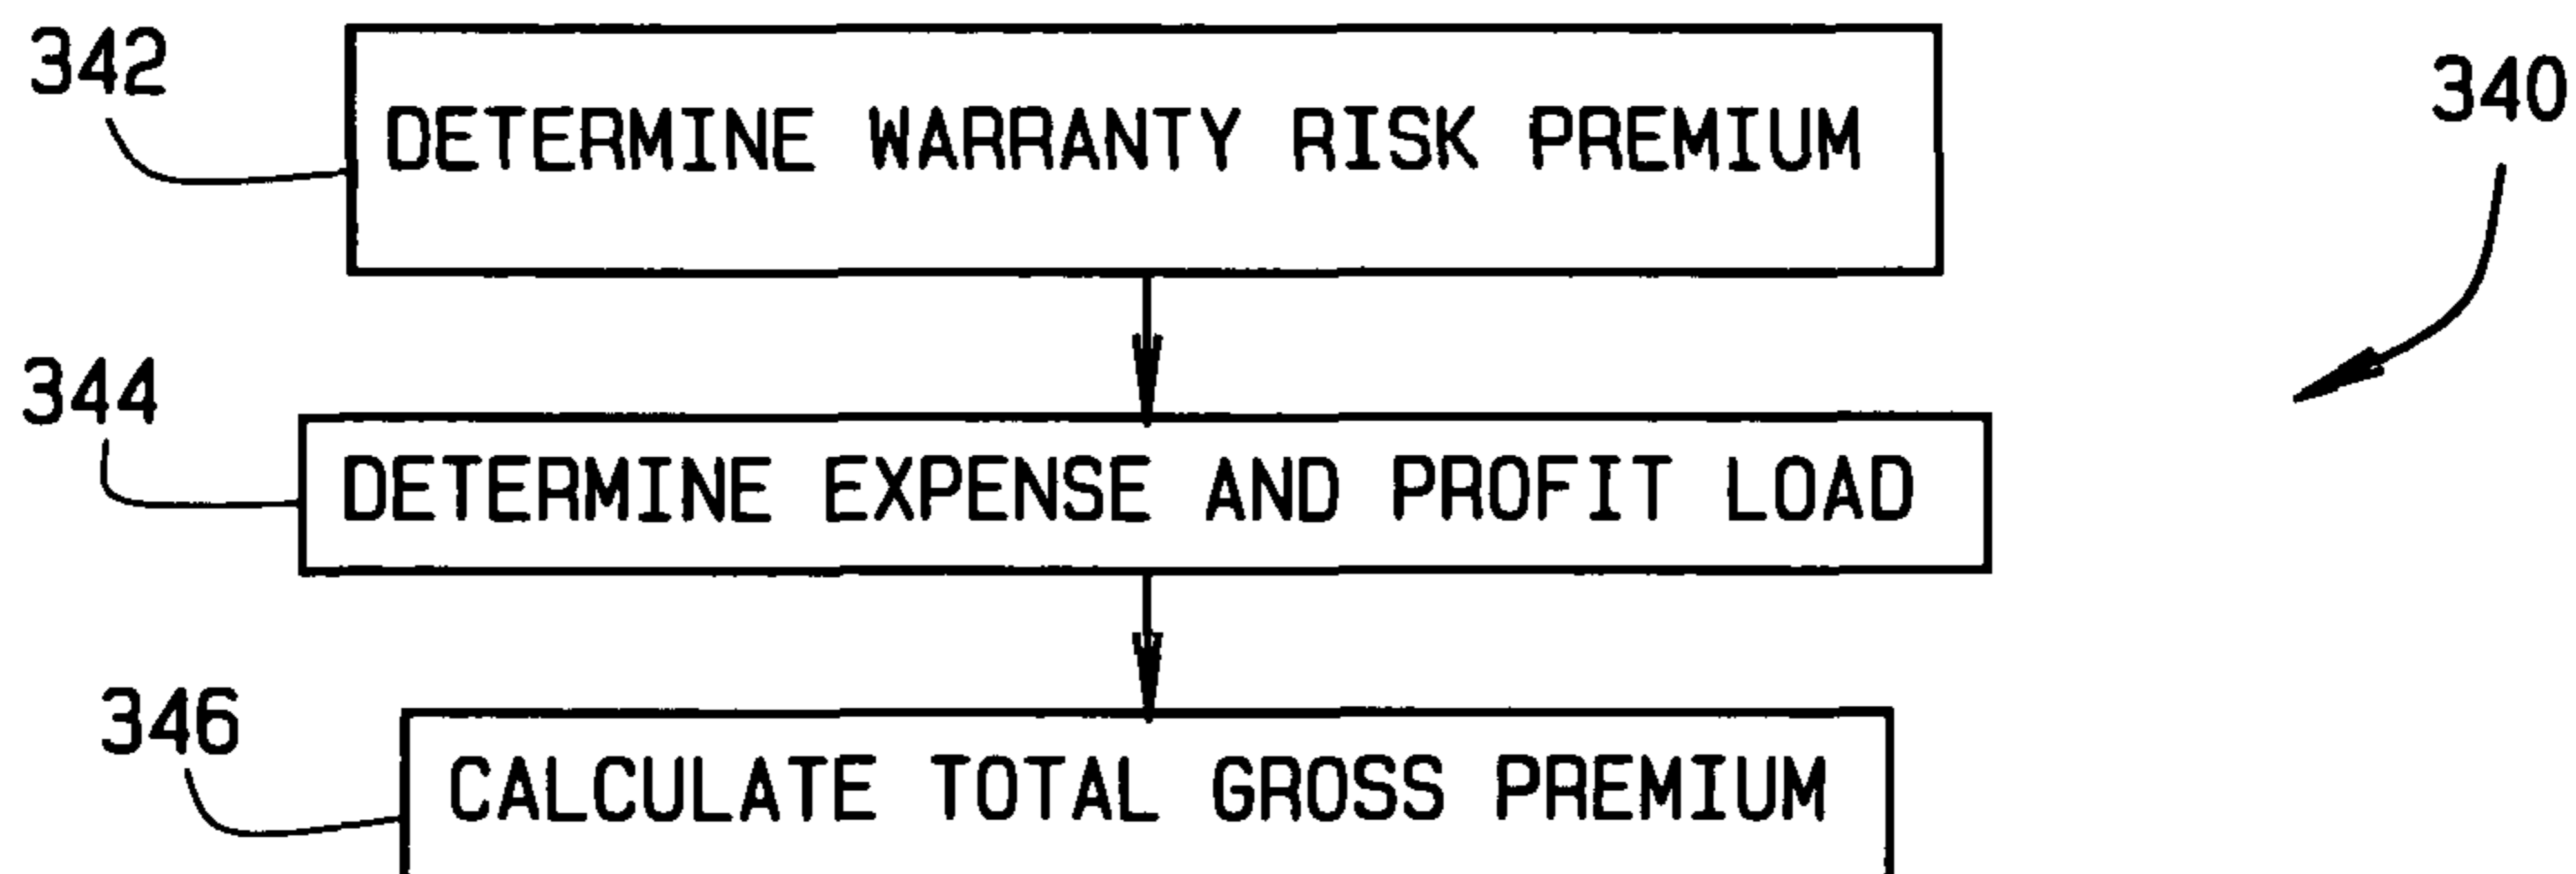 342
DETERMINE WARRANTY RISK PREMIUM
340
344
DETERMINE EXPENSE AND PROFIT LOAD
346
CALCULATE TOTAL GROSS PREMIUM